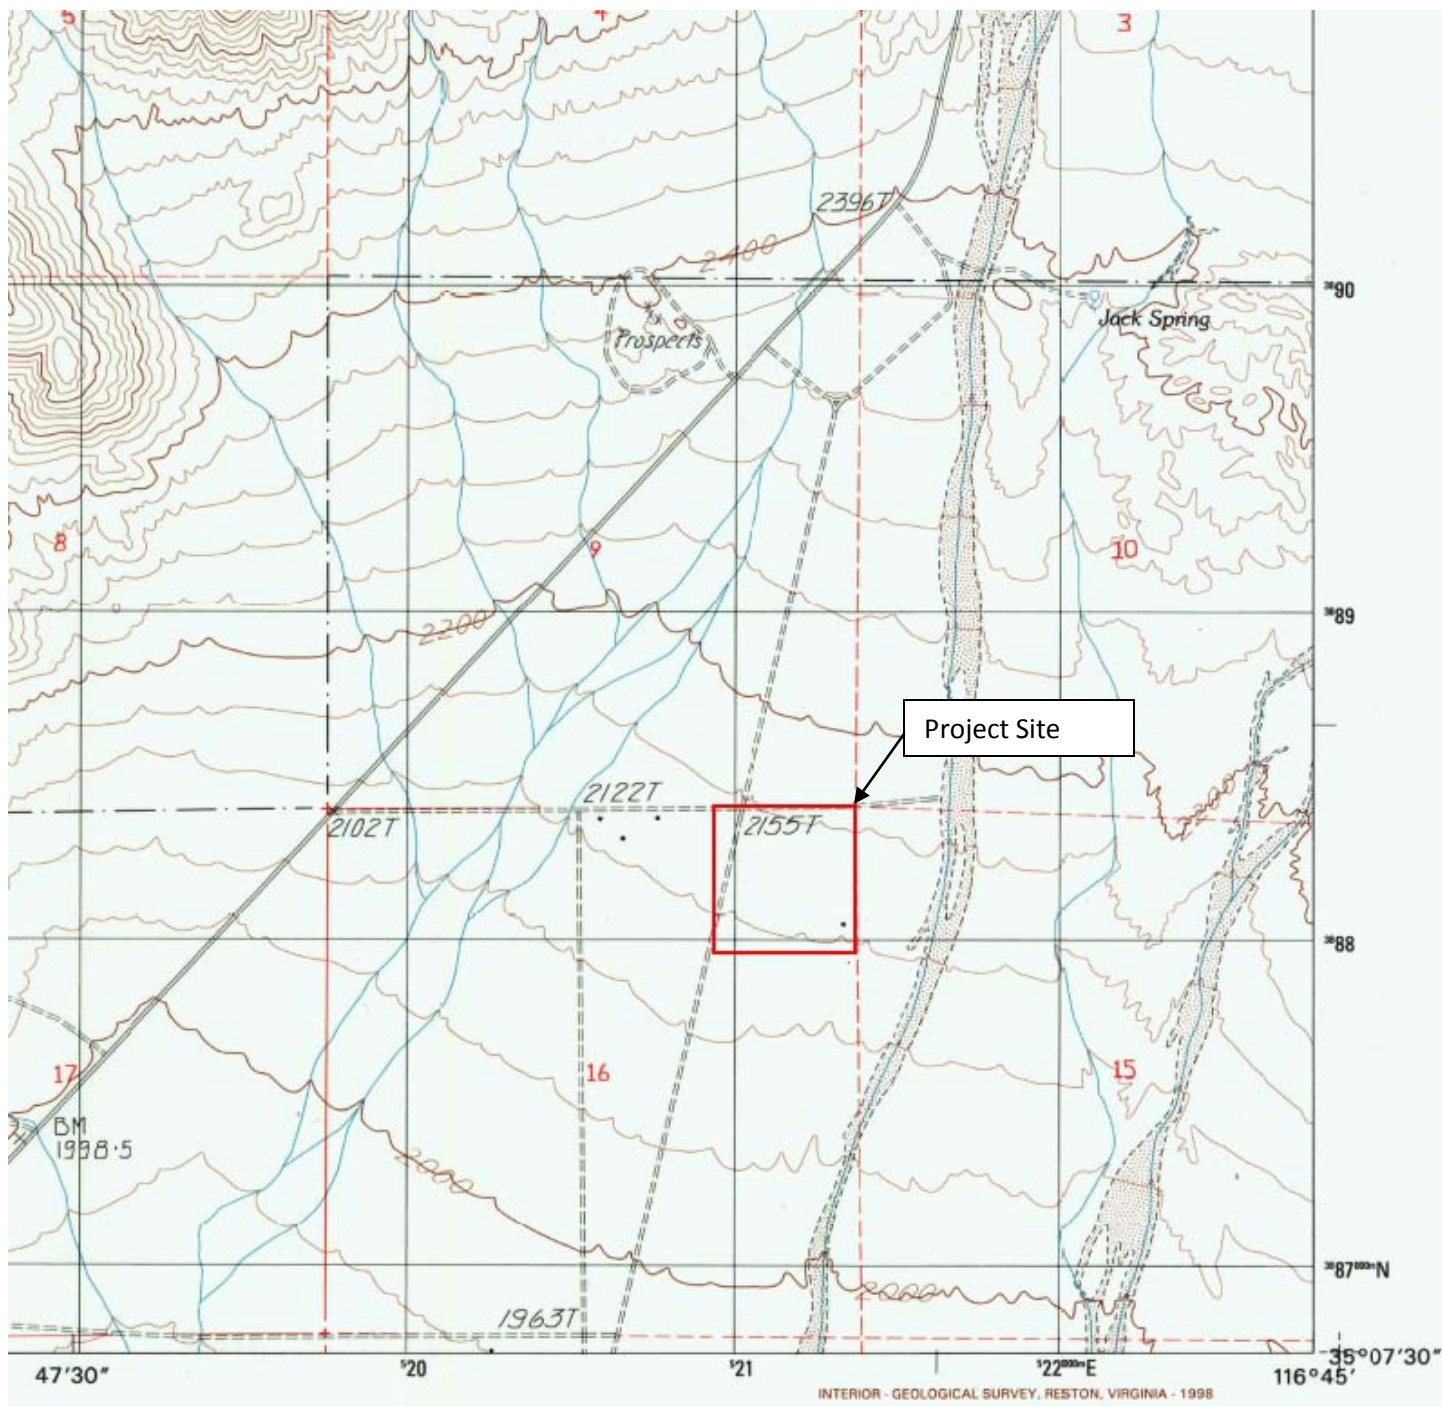 5
4
3
2396T
2400
³⁸90
Jack Spring
Prospects
8
9
10
³⁸89
2200
Project Site
2122T
2102T
2155T
³⁸88
17
16
15
BM
1998.5
2000
³⁸87⁰⁰⁰ᵐN
2000
1963T
35°07'30"
47'30"
⁵20
⁵21
⁵22⁰⁰⁰ᵐE
116°45'
INTERIOR - GEOLOGICAL SURVEY, RESTON, VIRGINIA - 1998